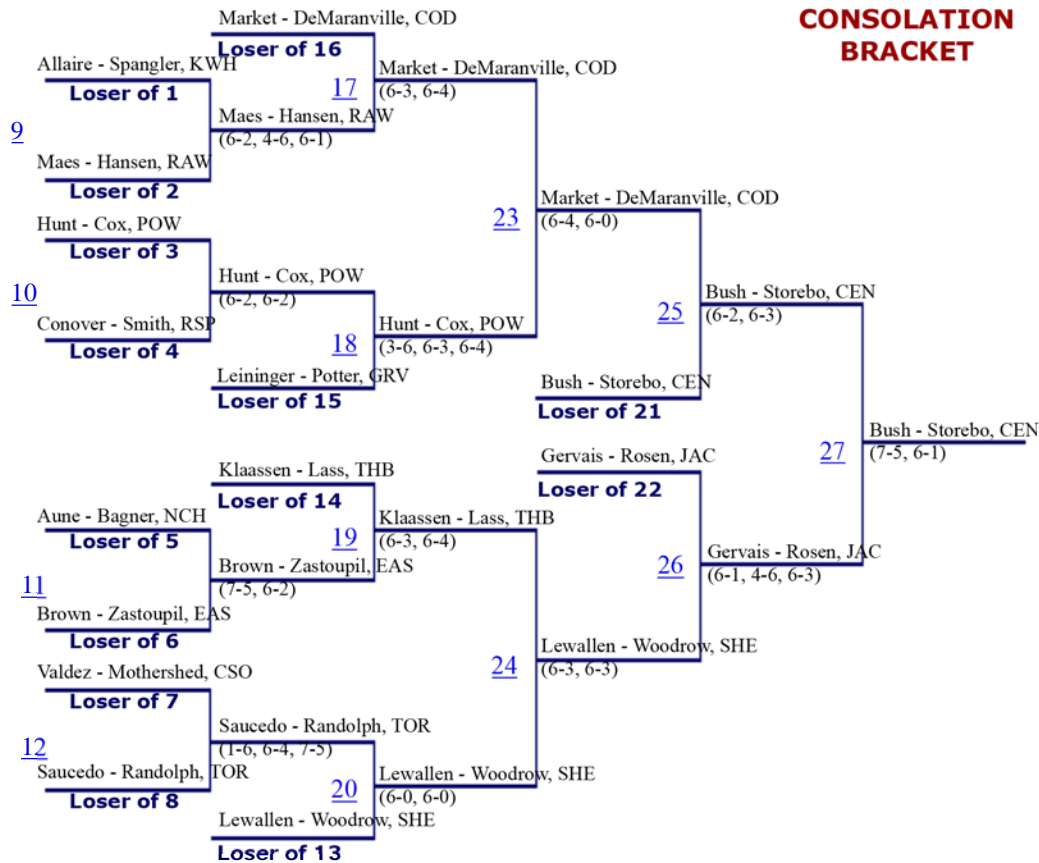 CONSOLATION
BRACKET
Market - DeMaranville, COD
Loser of 16
Allaire - Spangler, KWH
Loser of 1
17
Market - DeMaranville, COD
(6-3, 6-4)
9
Maes - Hansen, RAW
(6-2, 4-6, 6-1)
Maes - Hansen, RAW
Loser of 2
23
Market - DeMaranville, COD
(6-4, 6-0)
Hunt - Cox, POW
Loser of 3
10
Hunt - Cox, POW
(6-2, 6-2)
25
Bush - Storebo, CEN
(6-2, 6-3)
Conover - Smith, RSP
Loser of 4
18
Hunt - Cox, POW
(3-6, 6-3, 6-4)
Leininger - Potter, GRV
Loser of 15
Bush - Storebo, CEN
Loser of 21
27
Bush - Storebo, CEN
(7-5, 6-1)
Klaassen - Lass, THB
Loser of 14
Gervais - Rosen, JAC
Loser of 22
Aune - Bagner, NCH
Loser of 5
19
Klaassen - Lass, THB
(6-3, 6-4)
11
Brown - Zastoupil, EAS
(7-5, 6-2)
26
Gervais - Rosen, JAC
(6-1, 4-6, 6-3)
Brown - Zastoupil, EAS
Loser of 6
24
Lewallen - Woodrow, SHE
(6-3, 6-3)
Valdez - Mothershed, CSO
Loser of 7
12
Saucedo - Randolph, TOR
(1-6, 6-4, 7-5)
Saucedo - Randolph, TOR
Loser of 8
20
Lewallen - Woodrow, SHE
(6-0, 6-0)
Lewallen - Woodrow, SHE
Loser of 13